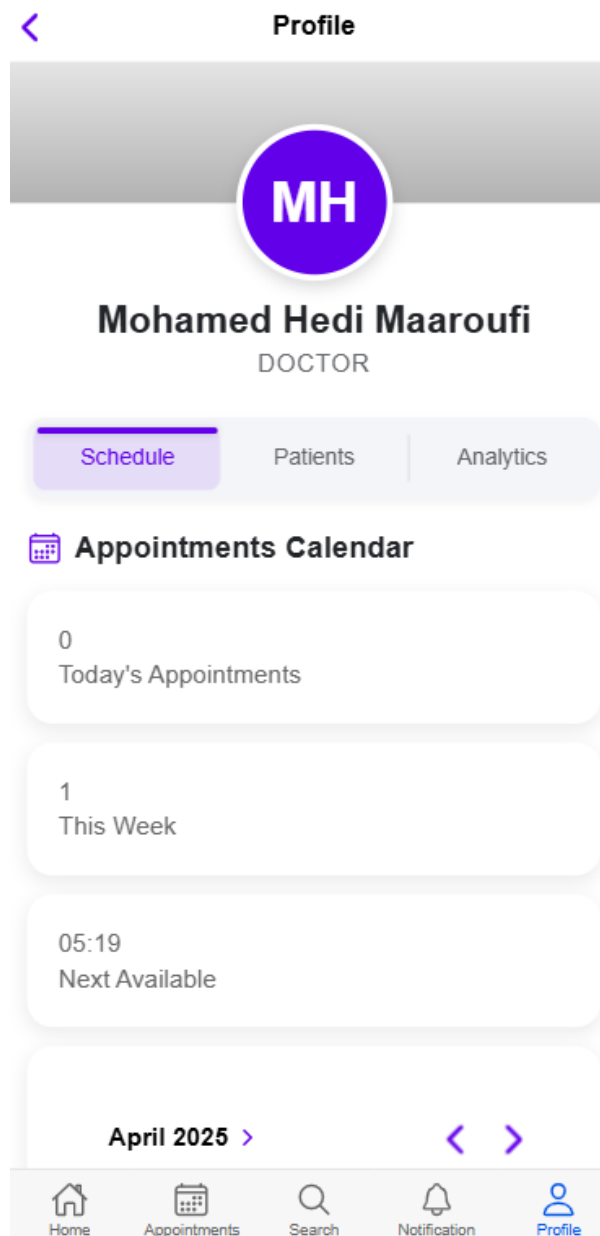 Profile
MH
Mohamed Hedi Maaroufi
DOCTOR
Schedule Patients Analytics
Appointments Calendar
0
Today's Appointments
1
This Week
05:19
Next Available
April 2025
Home Appointments Search Notification Profile